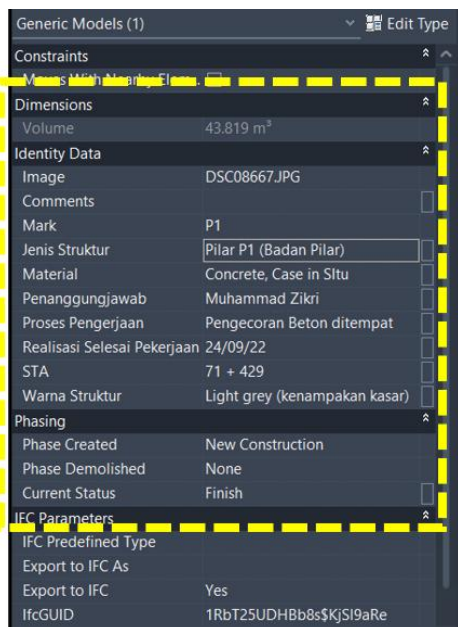 Generic Models (1) Edit Type
Constraints
Moves With Nearby Elem...
Dimensions
Volume 43.819 m³
Identity Data
Image DSC08667.JPG
Comments
Mark P1
Jenis Struktur Pilar P1 (Badan Pilar)
Material Concrete, Case in SItu
Penanggungjawab Muhammad Zikri
Proses Pengerjaan Pengecoran Beton ditempat
Realisasi Selesai Pekerjaan 24/09/22
STA 71 + 429
Warna Struktur Light grey (kenampakan kasar)
Phasing
Phase Created New Construction
Phase Demolished None
Current Status Finish
IFC Parameters
IFC Predefined Type
Export to IFC As
Export to IFC Yes
IfcGUID 1RbT25UDHBb8s$KjSI9aRe